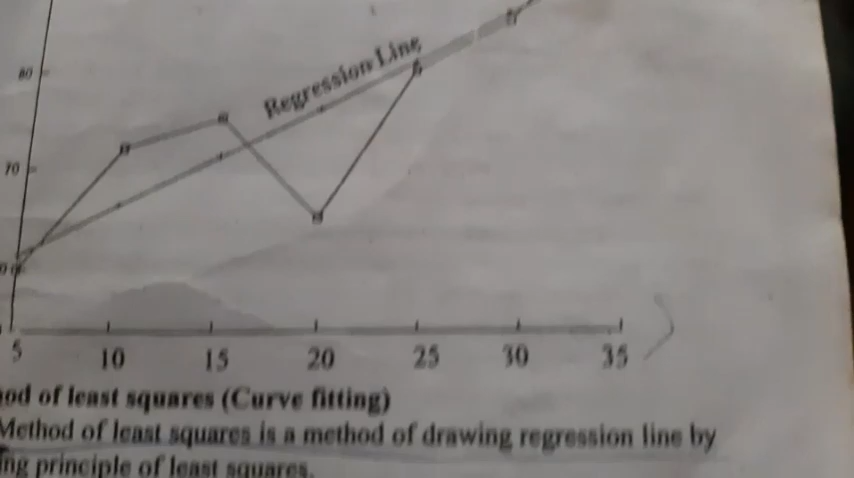 80
Regression Line
70
5 10 15 20 25 30 35
od of least squares (Curve fitting)
Method of least squares is a method of drawing regression line by
ing principle of least squares.